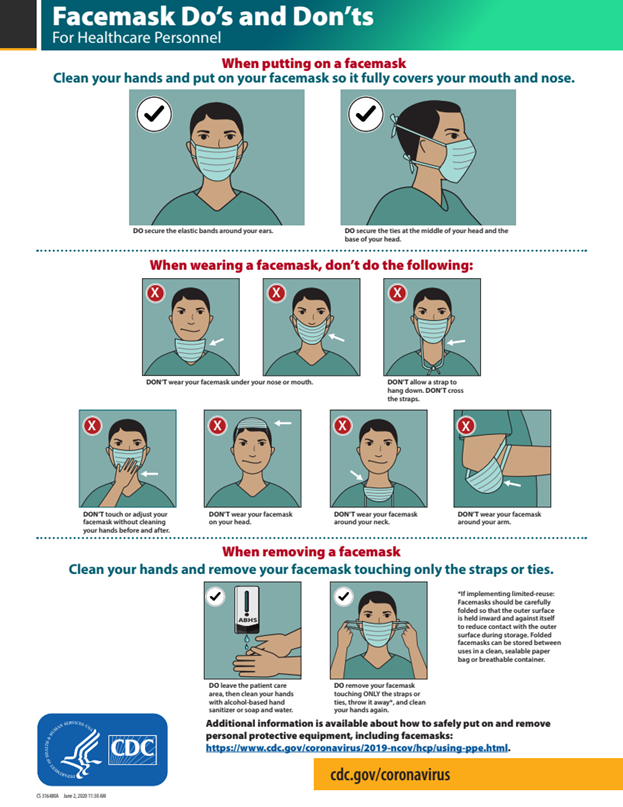 Facemask Do's and Don'ts
For Healthcare Personnel
When putting on a facemask
Clean your hands and put on your facemask so it fully covers your mouth and nose.
DO secure the elastic bands around your ears.
DO secure the ties at the middle of your head and the
base of your head.
When wearing a facemask, don't do the following:
X
X
X
DON'T wear your facemask under your nose or mouth.
DON'T allow a strap to
hang down. DON'T cross
the straps.
X
X
X
X
DON'T touch or adjust your
facemask without cleaning
your hands before and after.
DON'T wear your facemask
on your head.
DON'T wear your facemask
around your neck.
DON'T wear your facemask
around your arm.
When removing a facemask
Clean your hands and remove your facemask touching only the straps or ties.
ABHS
DO leave the patient care
area, then clean your hands
with alcohol-based hand
sanitizer or soap and water.
DO remove your facemask
touching ONLY the straps or
ties, throw it away*, and clean
your hands again.
*If implementing limited-reuse:
Facemasks should be carefully
folded so that the outer surface
is held inward and against itself
to reduce contact with the outer
surface during storage. Folded
facemasks can be stored between
uses in a clean, sealable paper
bag or breathable container.
Additional information is available about how to safely put on and remove
personal protective equipment, including facemasks:
https://www.cdc.gov/coronavirus/2019-ncov/hcp/using-ppe.html.
DEPARTMENT OF HEALTH & HUMAN SERVICES USA
CDC
cdc.gov/coronavirus
CS 316480A June 2, 2020 11:30 AM